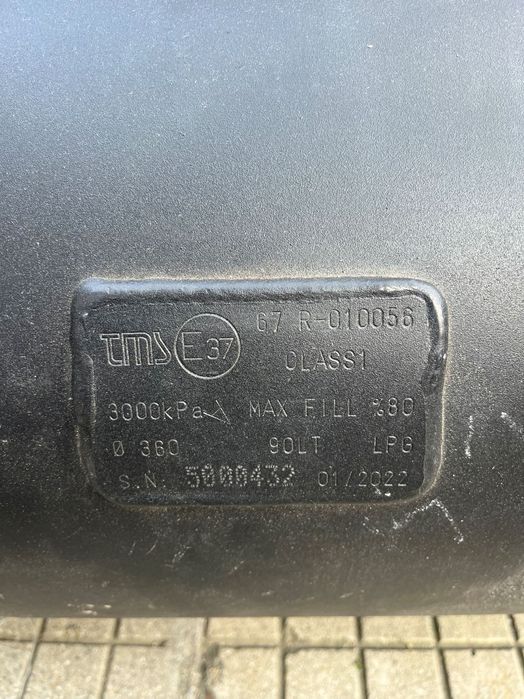 tms E37 67 R-010056
CLASS1
3000kPa MAX FILL %80
Ø 360 90LT LPG
S.N: 5000432 01/2022